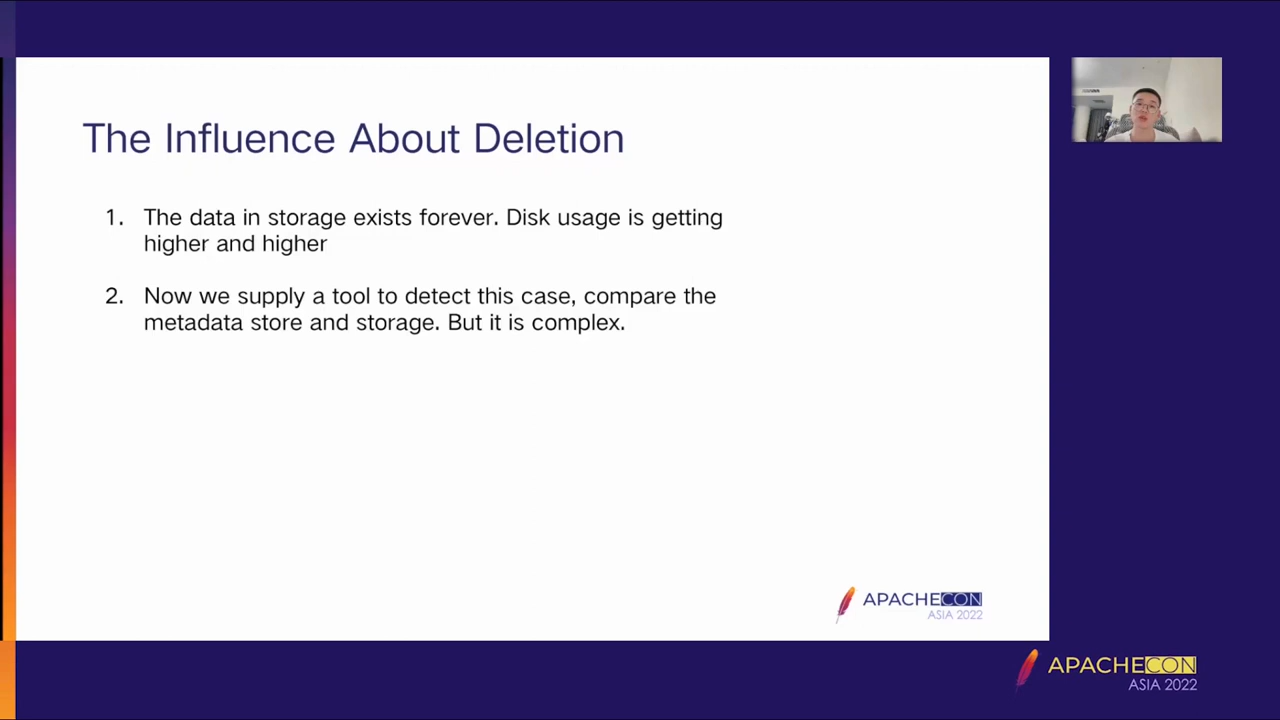 The Influence About Deletion
1. The data in storage exists forever. Disk usage is getting
higher and higher
2. Now we supply a tool to detect this case, compare the
metadata store and storage. But it is complex.
APACHECON
ASIA 2022
APACHECON
ASIA 2022